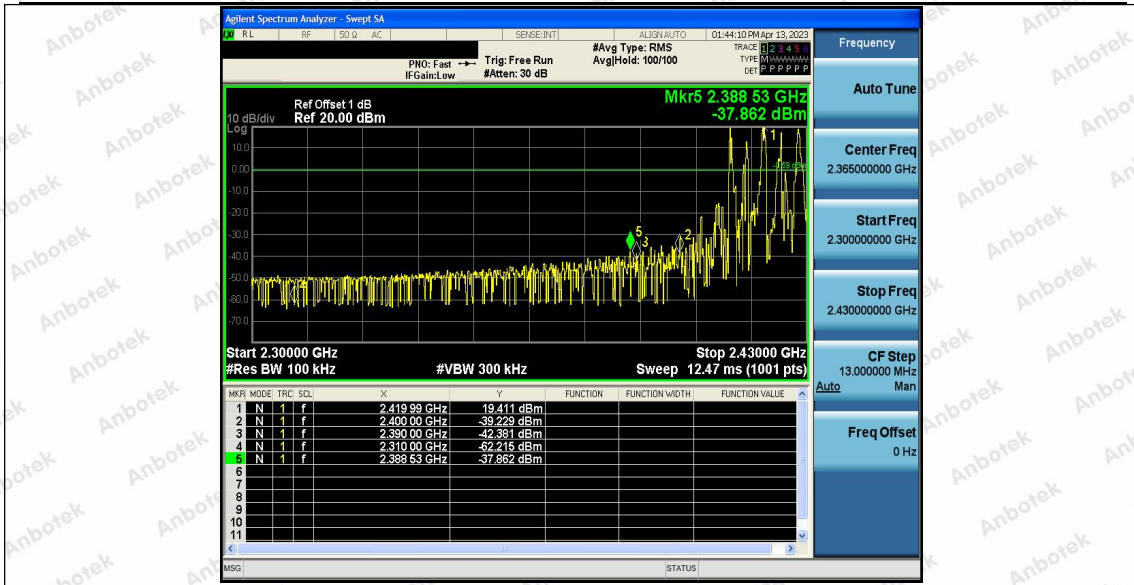 Agilent Spectrum Analyzer - Swept SA
RL RF 50 Ω AC SENSE:INT ALIGN AUTO 01:44:10 PM Apr 13, 2023
PNO: Fast Trig: Free Run #Avg Type: RMS TRACE 1 2 3 4 5 6
IFGain:Low #Atten: 30 dB Avg|Hold: 100/100 TYPE M
DET P P P P P P
Mkr5 2.388 53 GHz
-37.862 dBm
Ref Offset 1 dB
10 dB/div Ref 20.00 dBm
Log
10.0
0.00
-10.0
-20.0
-30.0
-40.0
-50.0
-60.0
-70.0
1
5
3
2
Start 2.30000 GHz Stop 2.43000 GHz
#Res BW 100 kHz #VBW 300 kHz Sweep 12.47 ms (1001 pts)
MKR MODE TRC SCL X Y FUNCTION FUNCTION WIDTH FUNCTION VALUE
1 N 1 f 2.419 99 GHz 19.411 dBm
2 N 1 f 2.400 00 GHz -39.229 dBm
3 N 1 f 2.390 00 GHz -42.381 dBm
4 N 1 f 2.310 00 GHz -62.215 dBm
5 N 1 f 2.388 53 GHz -37.862 dBm
6
7
8
9
10
11
MSG STATUS
Frequency
Auto Tune
Center Freq
2.365000000 GHz
Start Freq
2.300000000 GHz
Stop Freq
2.430000000 GHz
CF Step
13.000000 MHz
Auto Man
Freq Offset
0 Hz
Anbotek